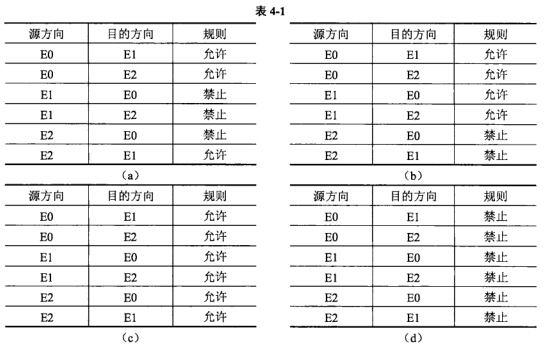 表 4-1
源方向 目的方向 规则
E0 E1 允许
E0 E2 允许
E1 E0 禁止
E1 E2 禁止
E2 E0 禁止
E2 E1 允许
（a）
源方向 目的方向 规则
E0 E1 允许
E0 E2 允许
E1 E0 允许
E1 E2 允许
E2 E0 禁止
E2 E1 禁止
（b）
源方向 目的方向 规则
E0 E1 允许
E0 E2 允许
E1 E0 允许
E1 E2 允许
E2 E0 允许
E2 E1 允许
（c）
源方向 目的方向 规则
E0 E1 禁止
E0 E2 禁止
E1 E0 禁止
E1 E2 禁止
E2 E0 禁止
E2 E1 禁止
（d）